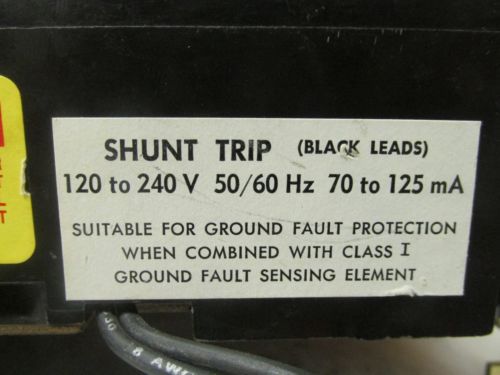 SHUNT TRIP (BLACK LEADS)
120 to 240 V 50/60 Hz 70 to 125 mA
SUITABLE FOR GROUND FAULT PROTECTION
WHEN COMBINED WITH CLASS I
GROUND FAULT SENSING ELEMENT